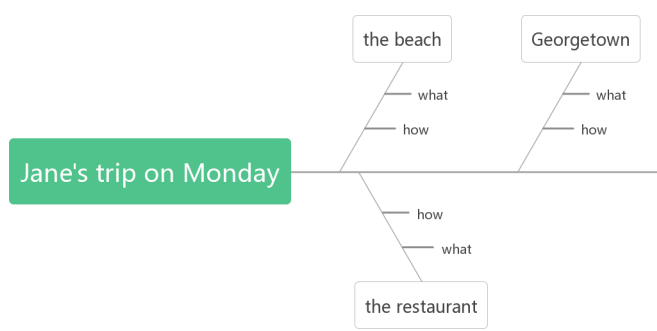 the beach
Georgetown
what
what
how
how
Jane's trip on Monday
how
what
the restaurant